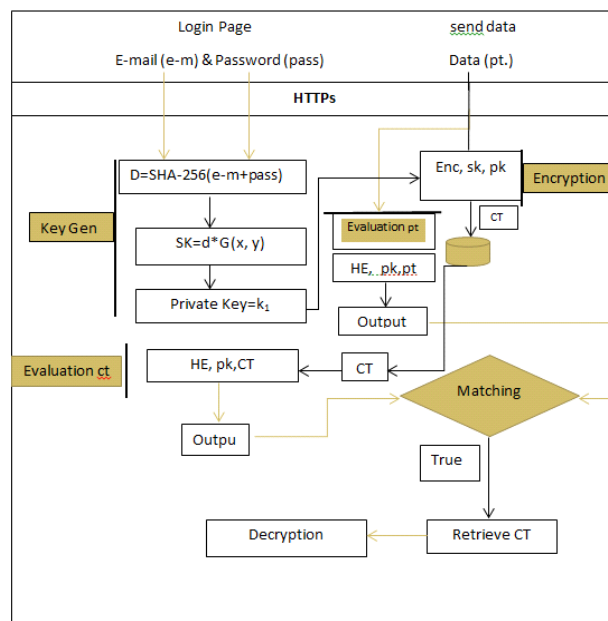 Login Page
send data
E-mail (e-m) & Password (pass)
Data (pt.)
HTTPs
D=SHA-256(e-m+pass)
Enc, sk, pk
Encryption
Key Gen
CT
SK=d*G(x, y)
Evaluation pt
HE, pk,pt
Private Key=k₁
Output
Evaluation ct
HE, pk,CT
CT
Matching
Outpu
True
Decryption
Retrieve CT